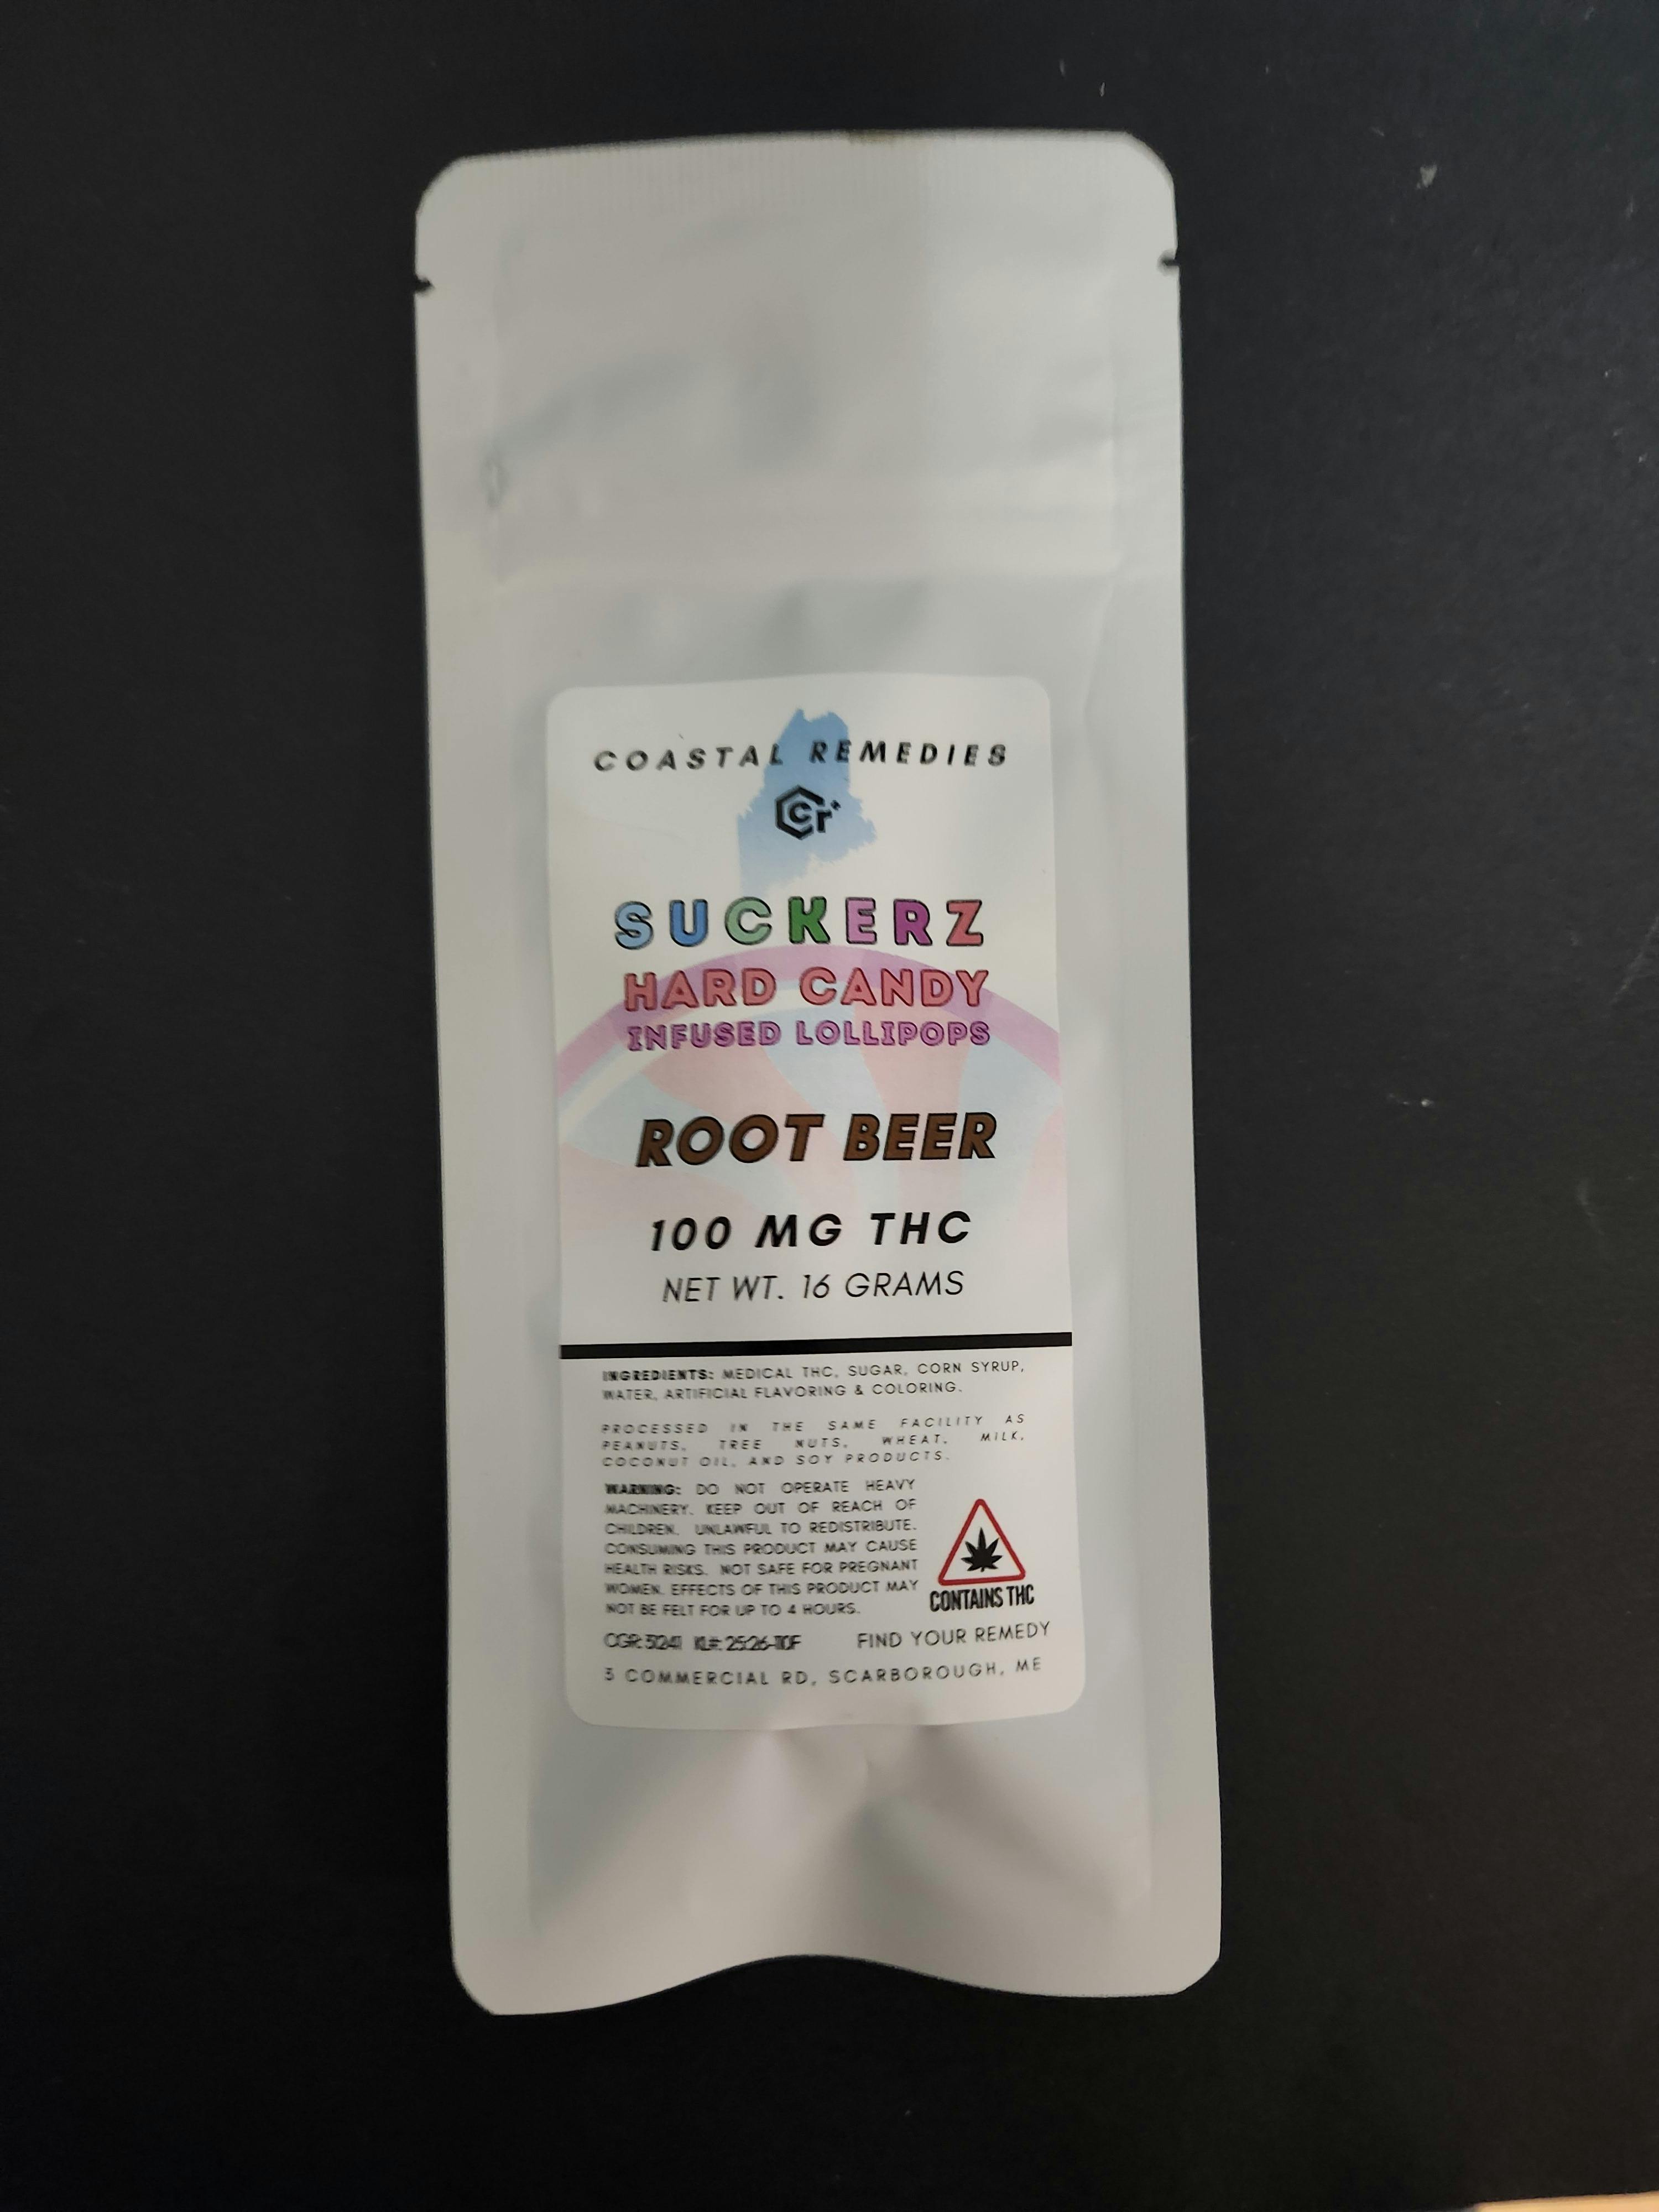 COASTAL REMEDIES
Cr+
SUCKERZ
HARD CANDY
INFUSED LOLLIPOPS
ROOT BEER
100 MG THC
NET WT. 16 GRAMS
INGREDIENTS: MEDICAL THC, SUGAR, CORN SYRUP,
WATER, ARTIFICIAL FLAVORING & COLORING.
PROCESSED IN THE SAME FACILITY AS
PEANUTS, TREE NUTS, WHEAT, MILK,
COCONUT OIL, AND SOY PRODUCTS.
WARNING: DO NOT OPERATE HEAVY
MACHINERY. KEEP OUT OF REACH OF
CHILDREN. UNLAWFUL TO REDISTRIBUTE.
CONSUMING THIS PRODUCT MAY CAUSE
HEALTH RISKS. NOT SAFE FOR PREGNANT
WOMEN. EFFECTS OF THIS PRODUCT MAY
NOT BE FELT FOR UP TO 4 HOURS.
CONTAINS THC
FIND YOUR REMEDY
3 COMMERCIAL RD, SCARBOROUGH, ME